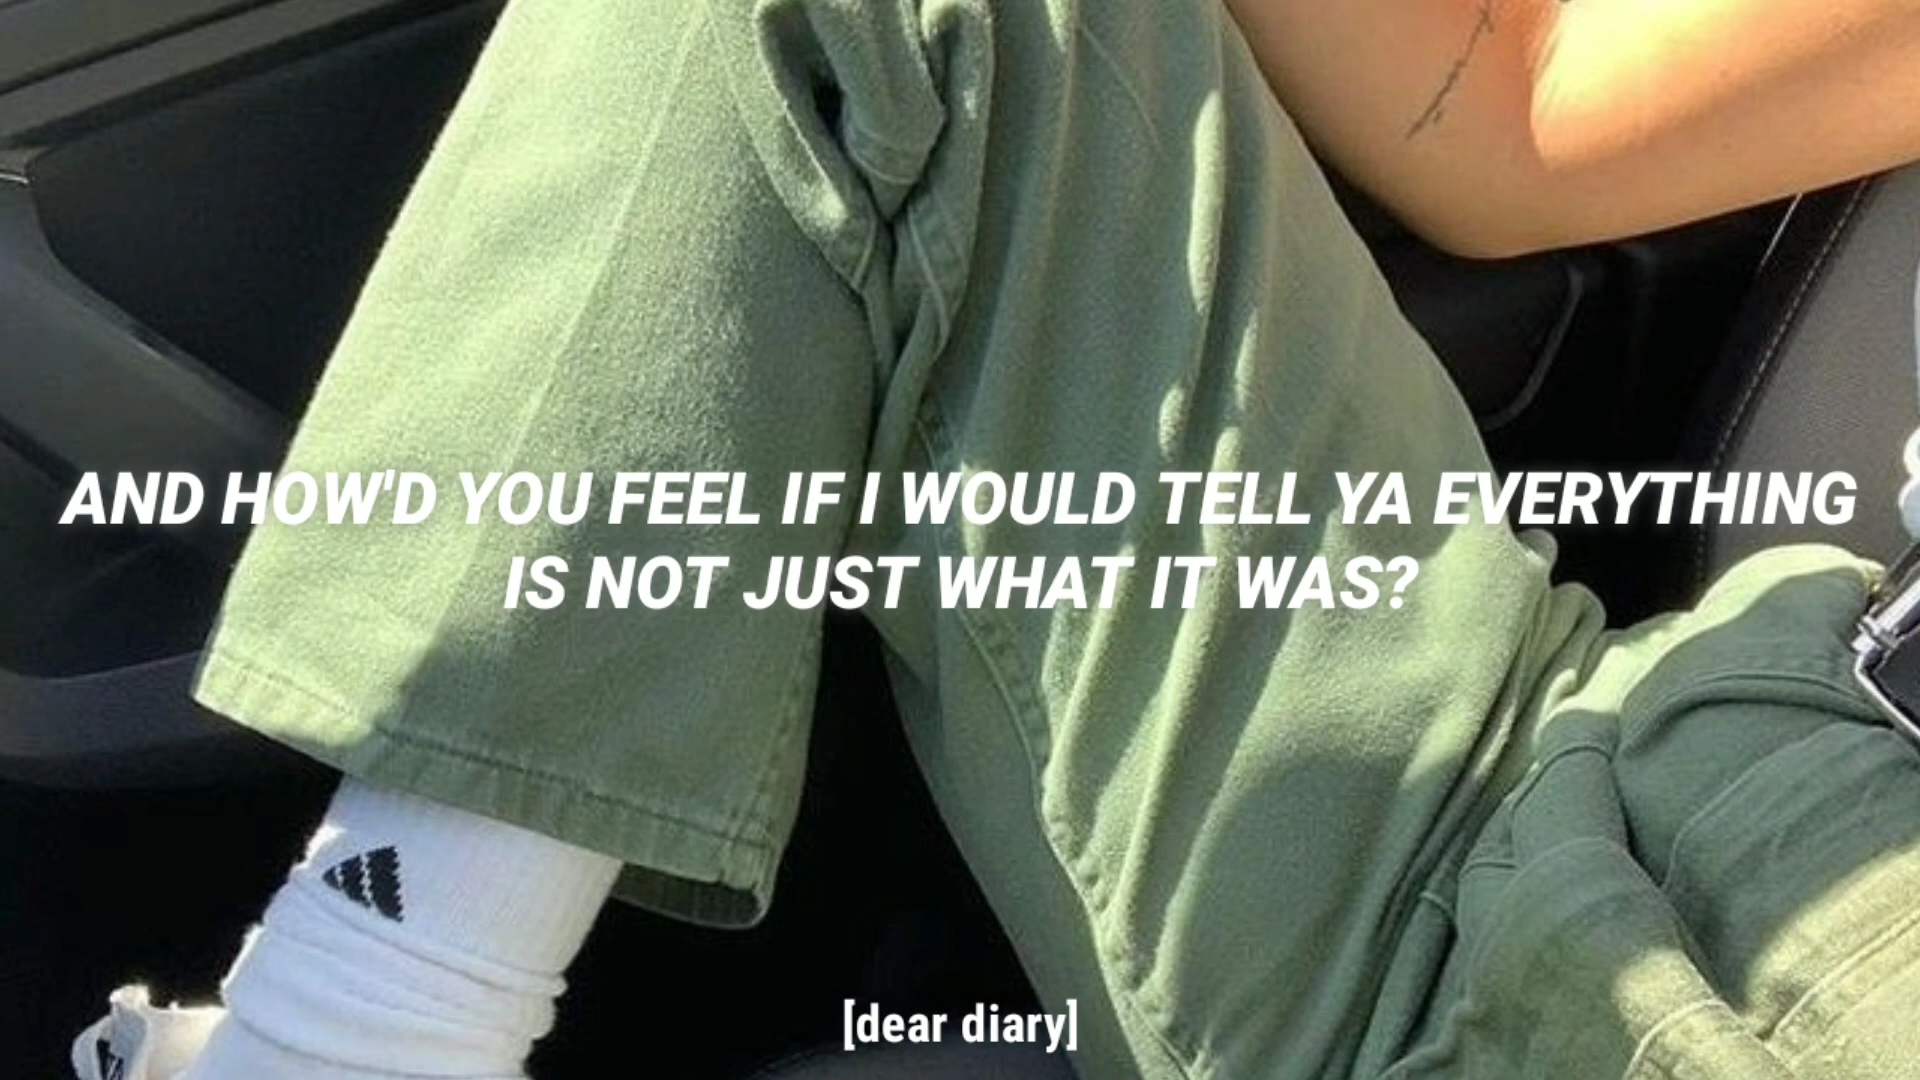 AND HOW'D YOU FEEL IF I WOULD TELL YA EVERYTHING
IS NOT JUST WHAT IT WAS?
[dear diary]